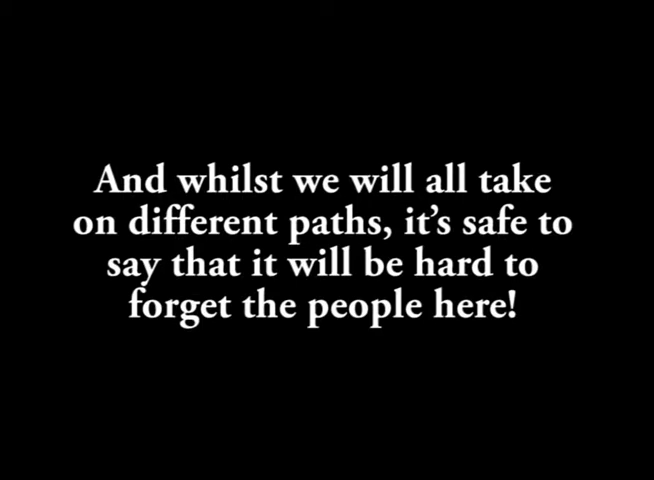 And whilst we will all take
on different paths, it’s safe to
say that it will be hard to
forget the people here!